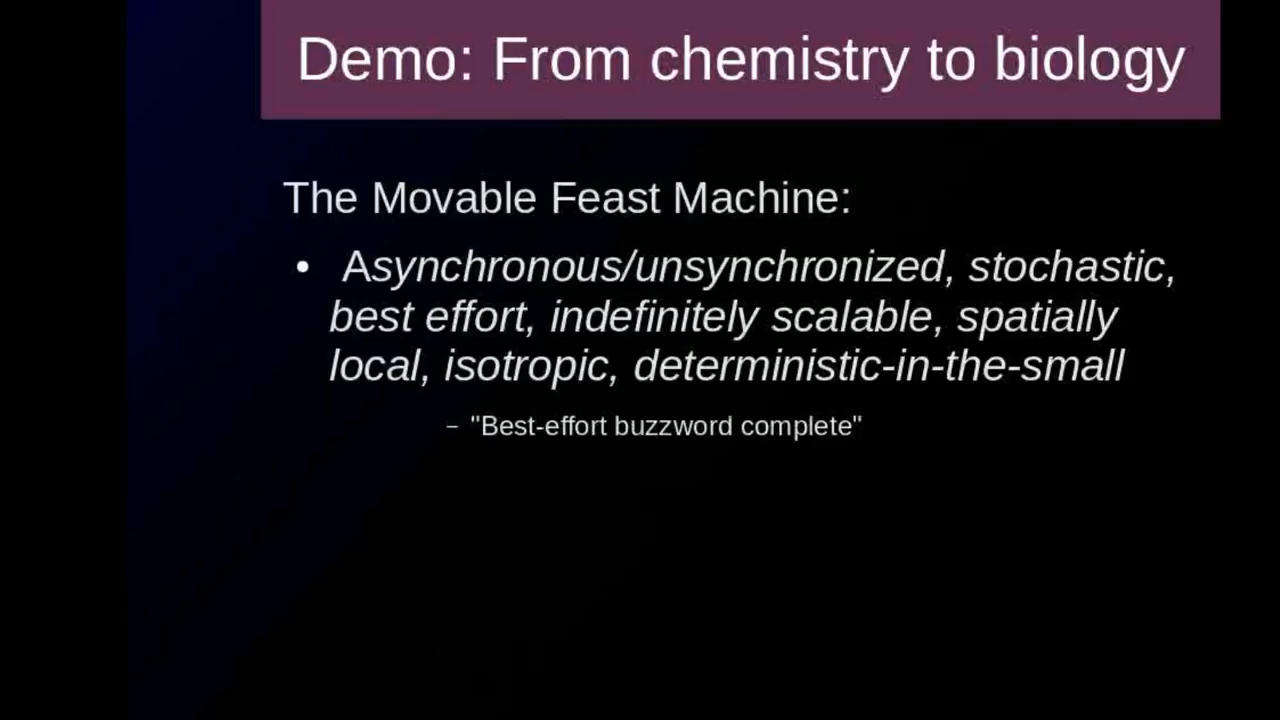 Demo: From chemistry to biology
The Movable Feast Machine:
• Asynchronous/unsynchronized, stochastic,
best effort, indefinitely scalable, spatially
local, isotropic, deterministic-in-the-small
– "Best-effort buzzword complete"